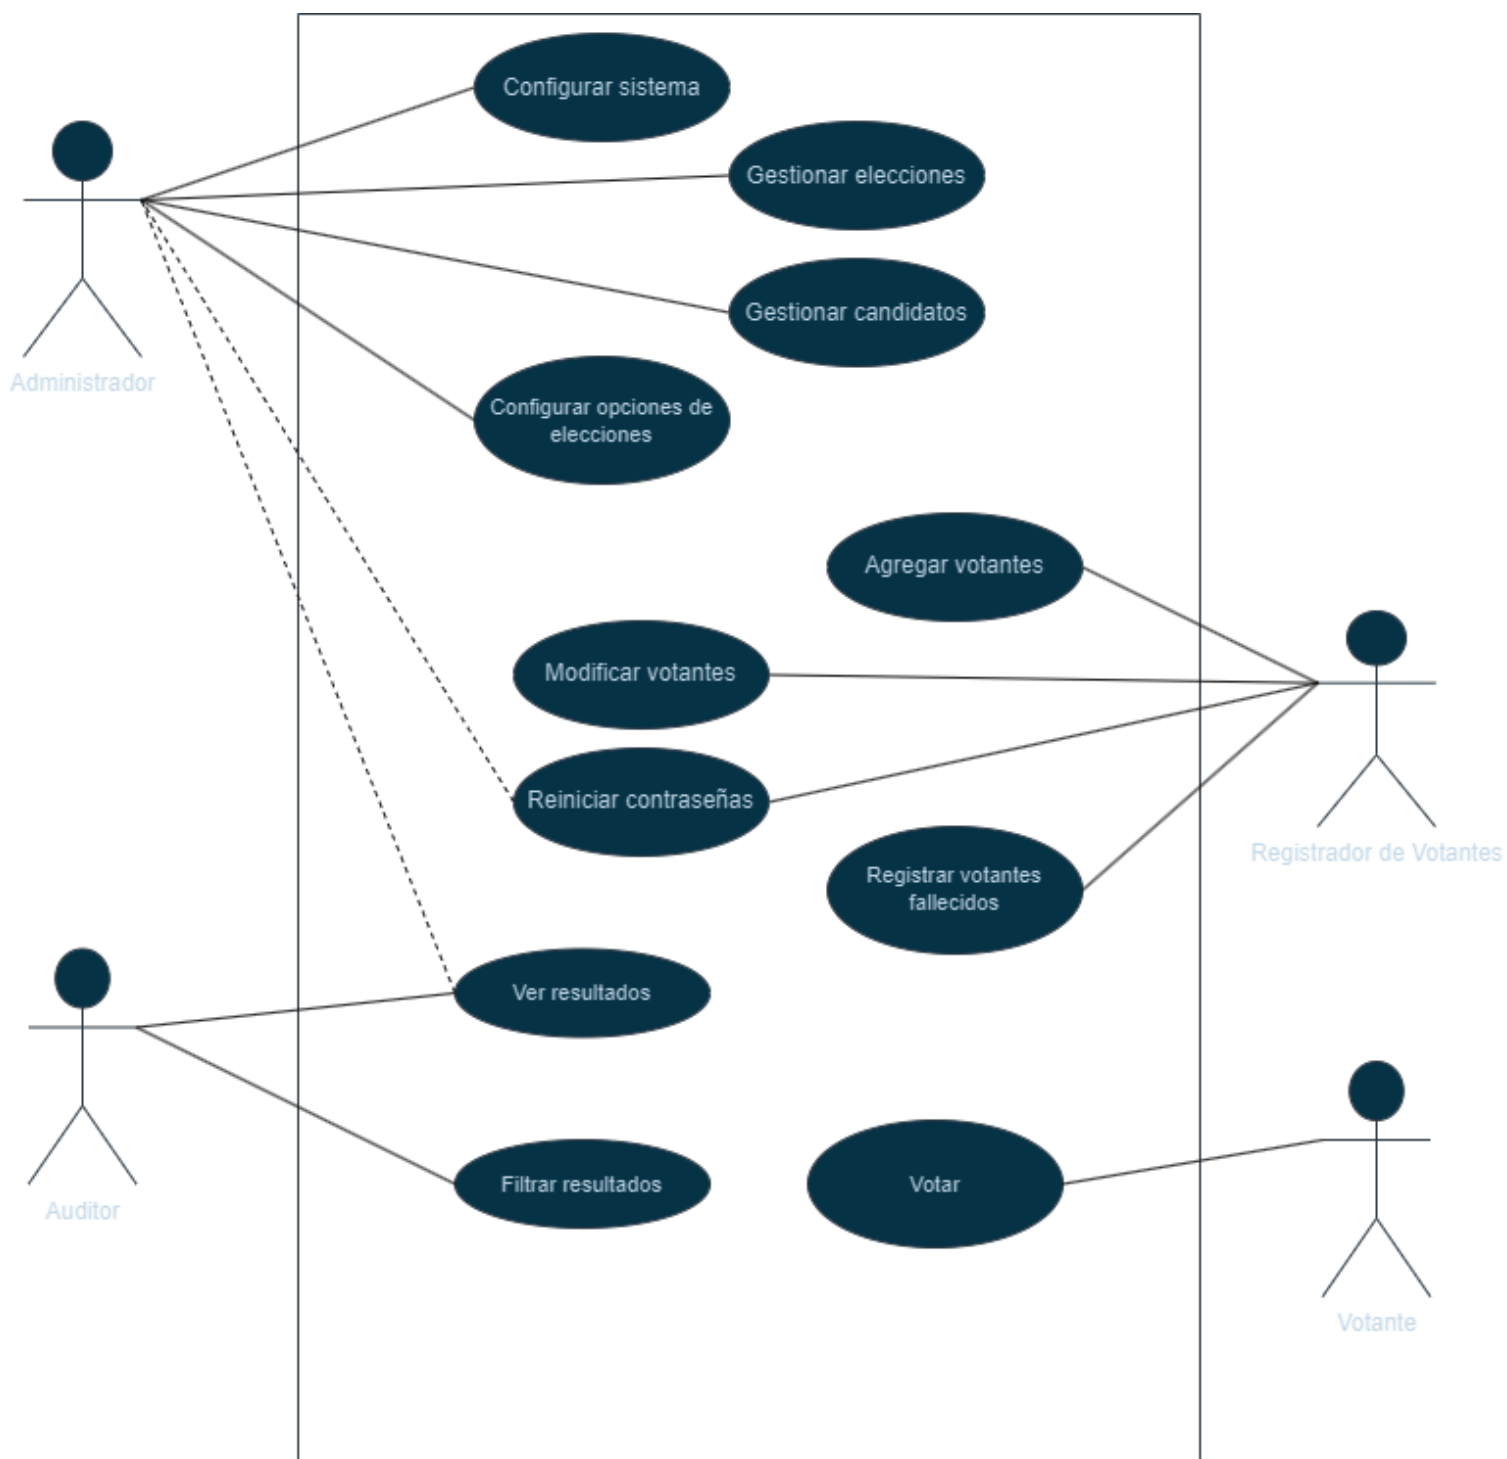 Configurar sistema
Gestionar elecciones
Gestionar candidatos
Administrador
Configurar opciones de
elecciones
Agregar votantes
Modificar votantes
Reiniciar contraseñas
Registrador de Votantes
Registrar votantes
fallecidos
Ver resultados
Filtrar resultados
Votar
Auditor
Votante